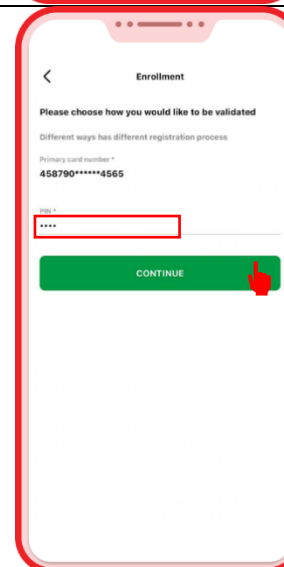 Enrollment
Please choose how you would like to be validated
Different ways has different registration process
Primary card number *
458790******4565
PIN *
••••
CONTINUE